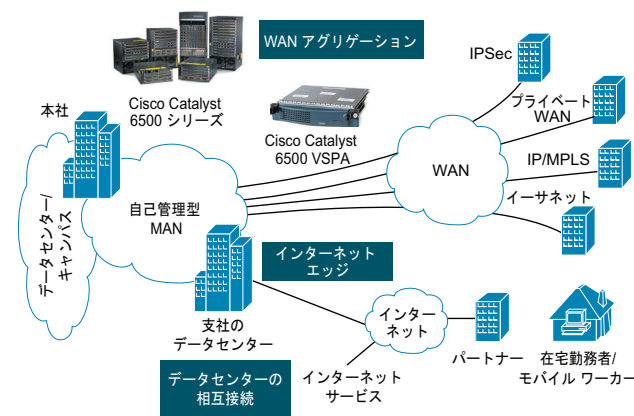 WAN アグリゲーション
Cisco Catalyst
6500 シリーズ
Cisco Catalyst
6500 VSPA
本社
データセンター/
キャンパス
自己管理型
MAN
WAN
IPSec
プライベート
WAN
IP/MPLS
イーサネット
インターネット
エッジ
支社の
データセンター
データセンターの
相互接続
インター
ネット
インターネット
サービス
パートナー
在宅勤務者/
モバイル ワーカー